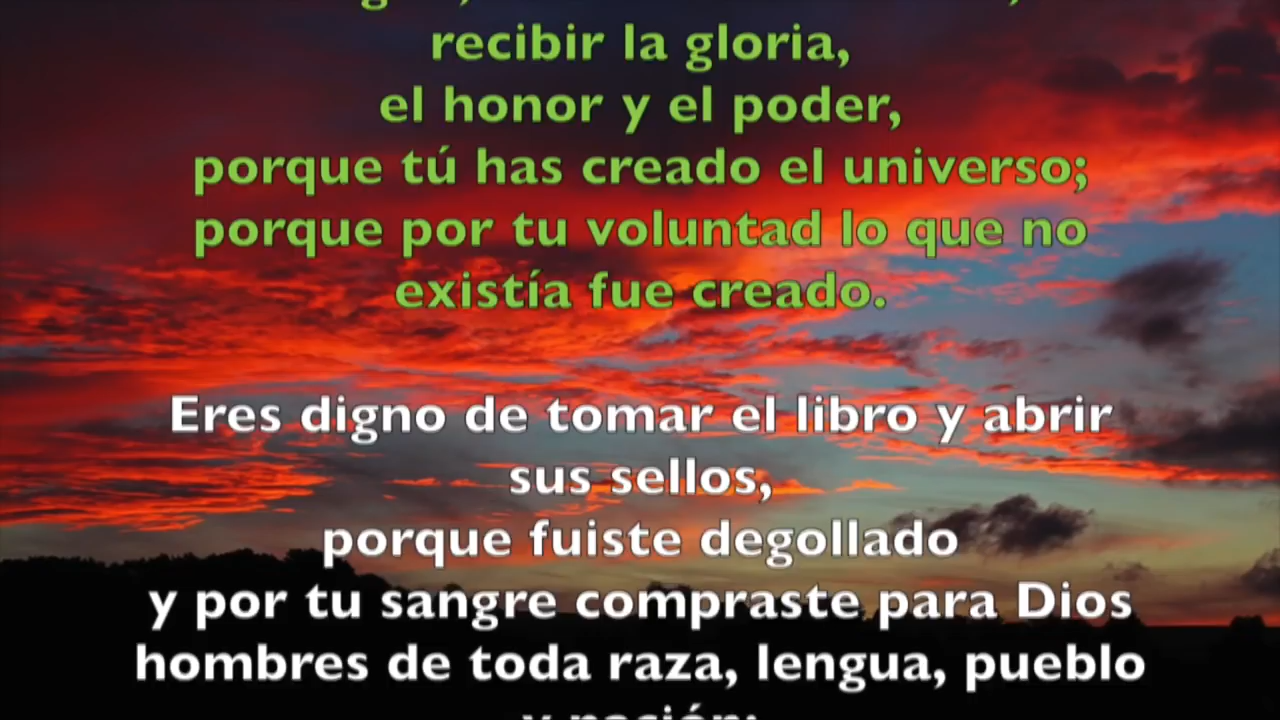 recibir la gloria,
el honor y el poder,
porque tú has creado el universo;
porque por tu voluntad lo que no
existía fue creado.
Eres digno de tomar el libro y abrir
sus sellos,
porque fuiste degollado
y por tu sangre compraste para Dios
hombres de toda raza, lengua, pueblo
y nación;